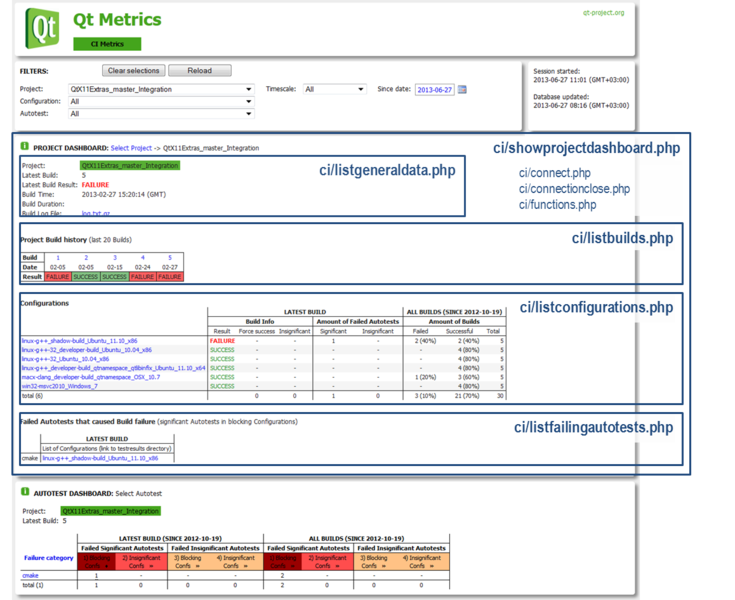 Qt
Qt Metrics
qt-project.org
CI Metrics
FILTERS: Clear selections Reload
Project: QtX11Extras_master_Integration Timescale: All Since date: 2013-06-27
Configuration: All
Autotest: All
Session started:
2013-06-27 11:01 (GMT+03:00)
Database updated:
2013-06-27 08:16 (GMT+03:00)
i PROJECT DASHBOARD: Select Project -> QtX11Extras_master_Integration
ci/showprojectdashboard.php
ci/connect.php
ci/connectionclose.php
ci/functions.php
ci/listgeneraldata.php
Project: QtX11Extras_master_Integration
Latest Build: 5
Latest Build Result: FAILURE
Build Time: 2013-02-27 15:20:14 (GMT)
Build Duration:
Build Log File: log.txt.gz
ci/listbuilds.php
Project Build history (last 20 Builds)
Build 1 2 3 4 5
Date 02-05 02-05 02-15 02-24 02-27
Result FAILURE SUCCESS SUCCESS FAILURE FAILURE
ci/listconfigurations.php
Configurations
LATEST BUILD ALL BUILDS (SINCE 2012-10-19)
Build Info Amount of Failed Autotests Amount of Builds
Result Force success Insignificant Significant Insignificant Failed Successful Total
linux-g++_shadow-build_Ubuntu_11.10_x86 FAILURE - - 1 - 2 (40%) 2 (40%) 5
linux-g++-32_developer-build_Ubuntu_10.04_x86 SUCCESS - - - - - 4 (80%) 5
linux-g++-32_Ubuntu_10.04_x86 SUCCESS - - - - - 4 (80%) 5
linux-g++_developer-build_qtnamespace_qtlibinfix_Ubuntu_11.10_x64 SUCCESS - - - - - 4 (80%) 5
macx-clang_developer-build_qtnamespace_OSX_10.7 SUCCESS - - - - 1 (20%) 3 (60%) 5
win32-msvc2010_Windows_7 SUCCESS - - - - - 4 (80%) 5
total (6) 0 0 1 0 3 (10%) 21 (70%) 30
ci/listfailingautotests.php
Failed Autotests that caused Build failure (significant Autotests in blocking Configurations)
LATEST BUILD
List of Configurations (link to testresults directory)
cmake linux-g++_shadow-build_Ubuntu_11.10_x86
i AUTOTEST DASHBOARD: Select Autotest
Project: QtX11Extras_master_Integration
Latest Build: 5
LATEST BUILD (SINCE 2012-10-19) ALL BUILDS (SINCE 2012-10-19)
Failed Significant Autotests Failed Insignificant Autotests Failed Significant Autotests Failed Insignificant Autotests
Failure category 1) Blocking Confs » 2) Insignificant Confs » 3) Blocking Confs » 4) Insignificant Confs » 1) Blocking Confs » 2) Insignificant Confs » 3) Blocking Confs » 4) Insignificant Confs »
cmake 1 - - - 2 - - -
total (1) 1 0 0 0 2 0 0 0